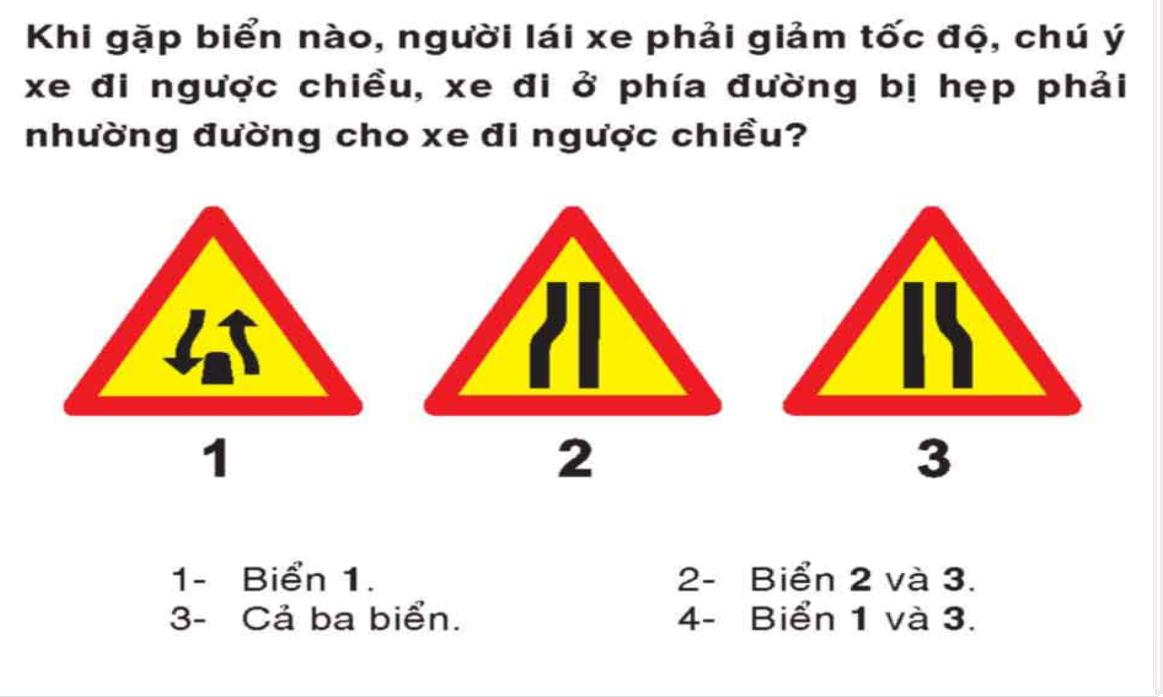 Khi gặp biển nào, người lái xe phải giảm tốc độ, chú ý
xe đi ngược chiều, xe đi ở phía đường bị hẹp phải
nhường đường cho xe đi ngược chiều?
1 2 3
1- Biển 1. 2- Biển 2 và 3.
3- Cả ba biển. 4- Biển 1 và 3.